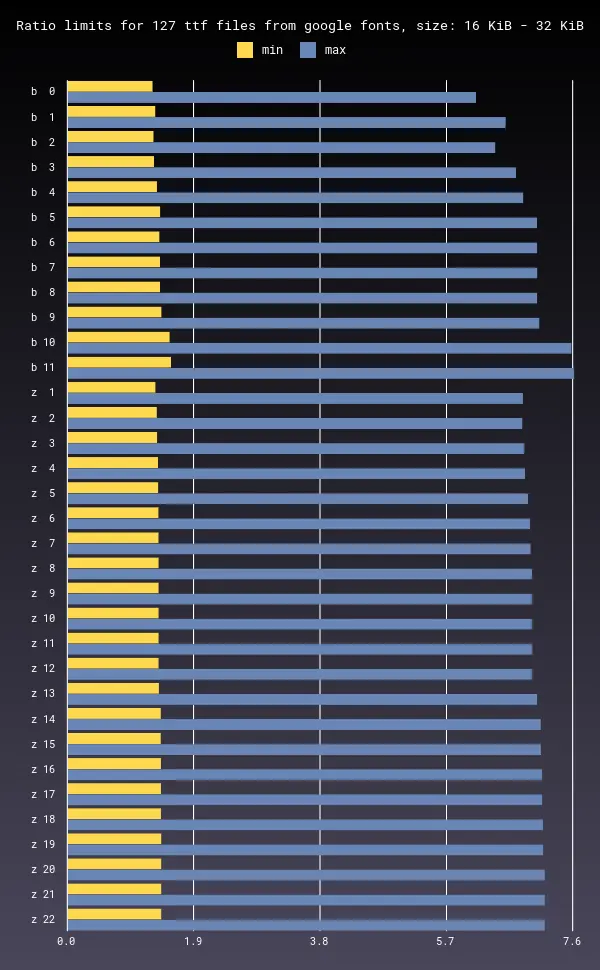 Ratio limits for 127 ttf files from google fonts, size: 16 KiB - 32 KiB
min max
b 0
b 1
b 2
b 3
b 4
b 5
b 6
b 7
b 8
b 9
b 10
b 11
z 1
z 2
z 3
z 4
z 5
z 6
z 7
z 8
z 9
z 10
z 11
z 12
z 13
z 14
z 15
z 16
z 17
z 18
z 19
z 20
z 21
z 22
0.0 1.9 3.8 5.7 7.6